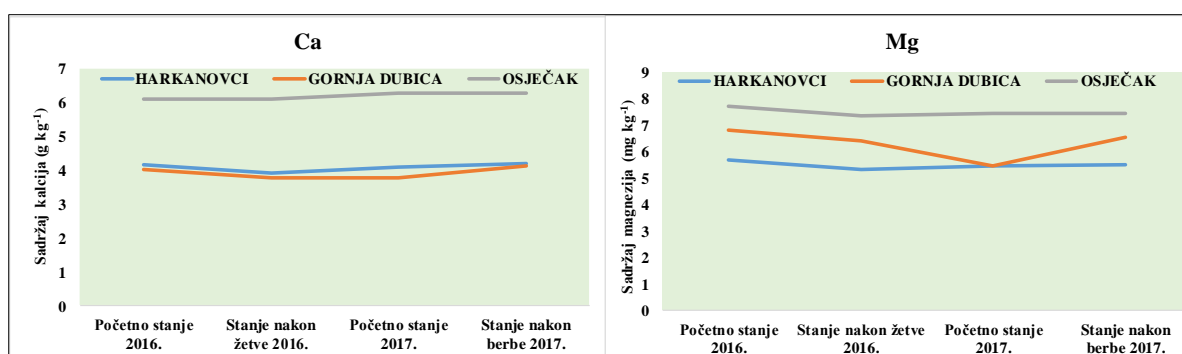 Ca
Sadržaj kalcija (g kg-1)
7
6
5
4
3
2
1
0
HARKANOVCI GORNJA DUBICA OSJEČAK
Početno stanje
2016.
Stanje nakon
žetve 2016.
Početno stanje
2017.
Stanje nakon
berbe 2017.
Mg
Sadržaj magnezija (mg kg-1)
9
8
7
6
5
4
3
2
1
0
HARKANOVCI GORNJA DUBICA OSJEČAK
Početno stanje
2016.
Stanje nakon žetve
2016.
Početno stanje
2017.
Stanje nakon
berbe 2017.